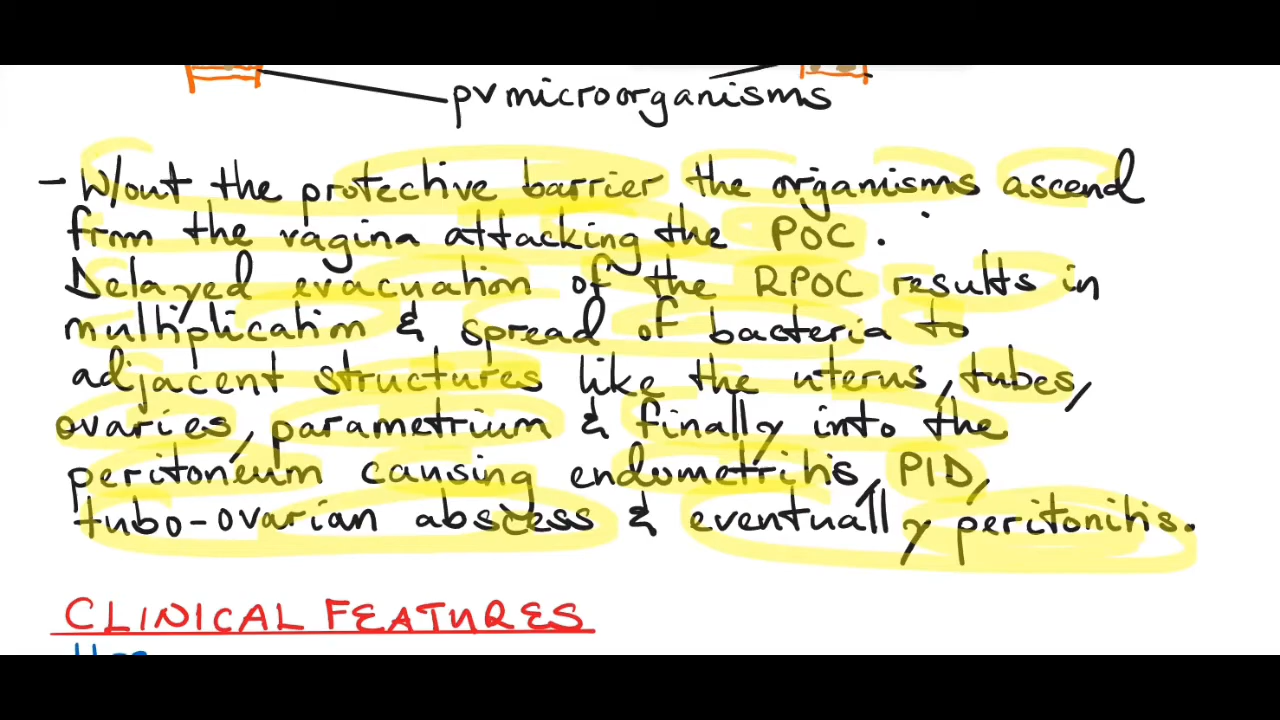 pv microorganisms
- W/out the protective barrier the organisms ascend
from the vagina attacking the POC.
Delayed evacuation of the RPOC results in
multiplication & spread of bacteria to
adjacent structures like the uterus, tubes,
ovaries, parametrium & finally into the
peritoneum causing endometritis, PID,
tubo-ovarian abscess & eventually peritonitis.
CLINICAL FEATURES